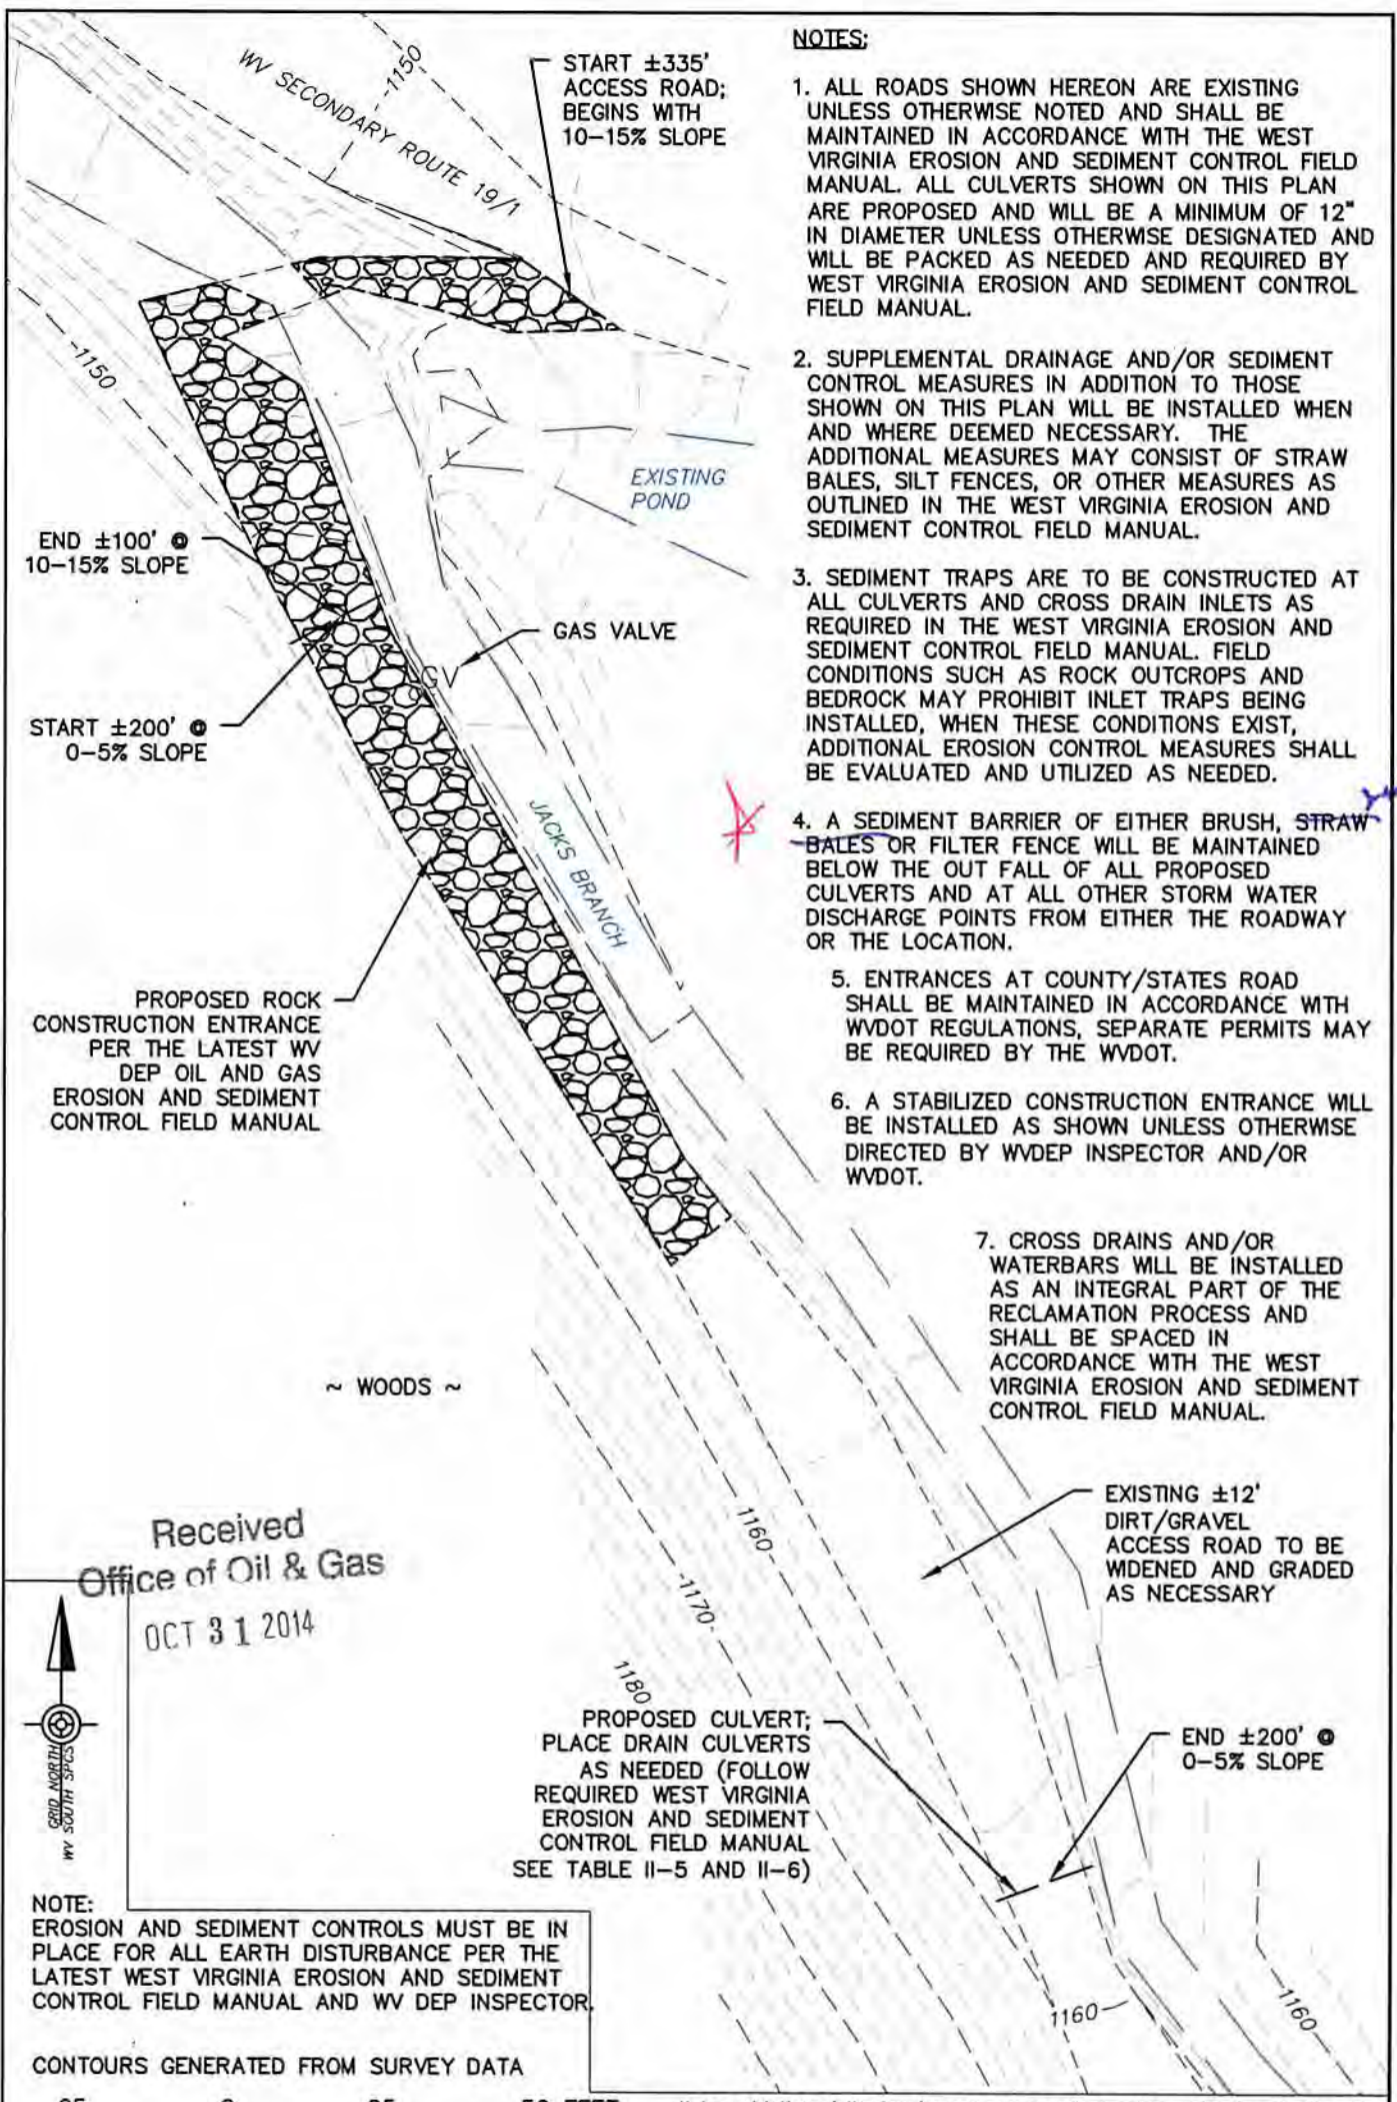 NOTES:
1. ALL ROADS SHOWN HEREON ARE EXISTING
UNLESS OTHERWISE NOTED AND SHALL BE
MAINTAINED IN ACCORDANCE WITH THE WEST
VIRGINIA EROSION AND SEDIMENT CONTROL FIELD
MANUAL. ALL CULVERTS SHOWN ON THIS PLAN
ARE PROPOSED AND WILL BE A MINIMUM OF 12"
IN DIAMETER UNLESS OTHERWISE DESIGNATED AND
WILL BE PACKED AS NEEDED AND REQUIRED BY
WEST VIRGINIA EROSION AND SEDIMENT CONTROL
FIELD MANUAL.
2. SUPPLEMENTAL DRAINAGE AND/OR SEDIMENT
CONTROL MEASURES IN ADDITION TO THOSE
SHOWN ON THIS PLAN WILL BE INSTALLED WHEN
AND WHERE DEEMED NECESSARY. THE
ADDITIONAL MEASURES MAY CONSIST OF STRAW
BALES, SILT FENCES, OR OTHER MEASURES AS
OUTLINED IN THE WEST VIRGINIA EROSION AND
SEDIMENT CONTROL FIELD MANUAL.
3. SEDIMENT TRAPS ARE TO BE CONSTRUCTED AT
ALL CULVERTS AND CROSS DRAIN INLETS AS
REQUIRED IN THE WEST VIRGINIA EROSION AND
SEDIMENT CONTROL FIELD MANUAL. FIELD
CONDITIONS SUCH AS ROCK OUTCROPS AND
BEDROCK MAY PROHIBIT INLET TRAPS BEING
INSTALLED, WHEN THESE CONDITIONS EXIST,
ADDITIONAL EROSION CONTROL MEASURES SHALL
BE EVALUATED AND UTILIZED AS NEEDED.
4. A SEDIMENT BARRIER OF EITHER BRUSH, STRAW
BALES OR FILTER FENCE WILL BE MAINTAINED
BELOW THE OUT FALL OF ALL PROPOSED
CULVERTS AND AT ALL OTHER STORM WATER
DISCHARGE POINTS FROM EITHER THE ROADWAY
OR THE LOCATION.
5. ENTRANCES AT COUNTY/STATES ROAD
SHALL BE MAINTAINED IN ACCORDANCE WITH
WVDOT REGULATIONS, SEPARATE PERMITS MAY
BE REQUIRED BY THE WVDOT.
6. A STABILIZED CONSTRUCTION ENTRANCE WILL
BE INSTALLED AS SHOWN UNLESS OTHERWISE
DIRECTED BY WVDEP INSPECTOR AND/OR
WVDOT.
7. CROSS DRAINS AND/OR
WATERBARS WILL BE INSTALLED
AS AN INTEGRAL PART OF THE
RECLAMATION PROCESS AND
SHALL BE SPACED IN
ACCORDANCE WITH THE WEST
VIRGINIA EROSION AND SEDIMENT
CONTROL FIELD MANUAL.
WV SECONDARY ROUTE 19/1
1150
START ±335'
ACCESS ROAD;
BEGINS WITH
10-15% SLOPE
1150
EXISTING
POND
END ±100' @
10-15% SLOPE
GAS VALVE
GV
START ±200' @
0-5% SLOPE
JACKS BRANCH
PROPOSED ROCK
CONSTRUCTION ENTRANCE
PER THE LATEST WV
DEP OIL AND GAS
EROSION AND SEDIMENT
CONTROL FIELD MANUAL
~ WOODS ~
1160
1170
1180
EXISTING ±12'
DIRT/GRAVEL
ACCESS ROAD TO BE
WIDENED AND GRADED
AS NECESSARY
Received
Office of Oil & Gas
OCT 31 2014
GRID NORTH
WV SOUTH SPCS
PROPOSED CULVERT;
PLACE DRAIN CULVERTS
AS NEEDED (FOLLOW
REQUIRED WEST VIRGINIA
EROSION AND SEDIMENT
CONTROL FIELD MANUAL
SEE TABLE II-5 AND II-6)
END ±200' @
0-5% SLOPE
1160
1160
NOTE:
EROSION AND SEDIMENT CONTROLS MUST BE IN
PLACE FOR ALL EARTH DISTURBANCE PER THE
LATEST WEST VIRGINIA EROSION AND SEDIMENT
CONTROL FIELD MANUAL AND WV DEP INSPECTOR.
CONTOURS GENERATED FROM SURVEY DATA